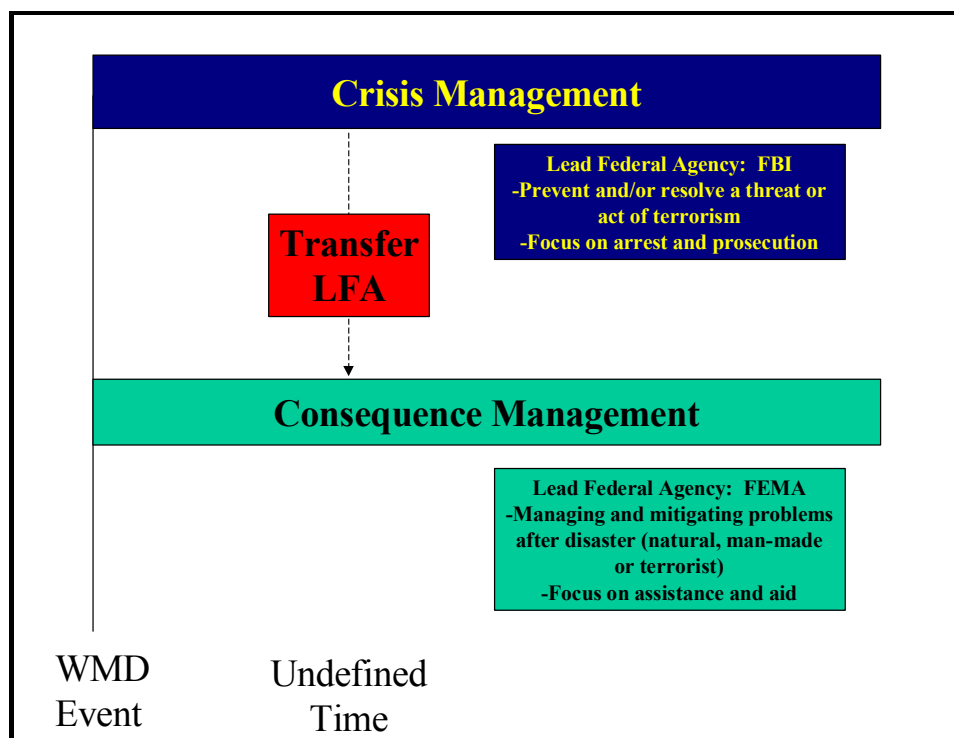 Crisis Management
Lead Federal Agency:  FBI
-Prevent and/or resolve a threat or
act of terrorism
-Focus on arrest and prosecution
Transfer
LFA
Consequence Management
Lead Federal Agency:  FEMA
-Managing and mitigating problems
after disaster (natural, man-made
or terrorist)
-Focus on assistance and aid
WMD
Event
Undefined
Time